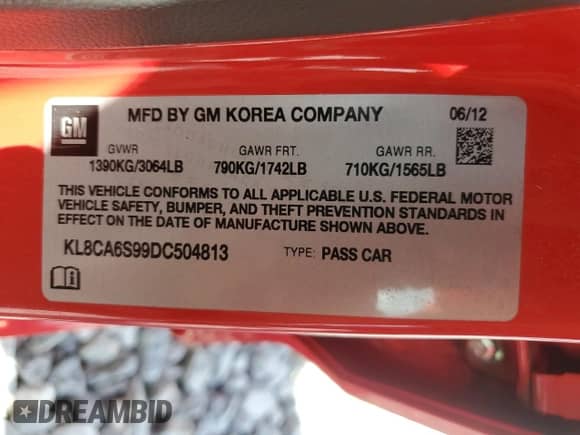 GM
MFD BY GM KOREA COMPANY
06/12
GVWR
GAWR FRT.
GAWR RR.
1390KG/3064LB
790KG/1742LB
710KG/1565LB
THIS VEHICLE CONFORMS TO ALL APPLICABLE U.S. FEDERAL MOTOR
VEHICLE SAFETY, BUMPER, AND THEFT PREVENTION STANDARDS IN
EFFECT ON THE DATE OF MANUFACTURE SHOWN ABOVE.
KL8CA6S99DC504813
TYPE: PASS CAR
DREAMBID